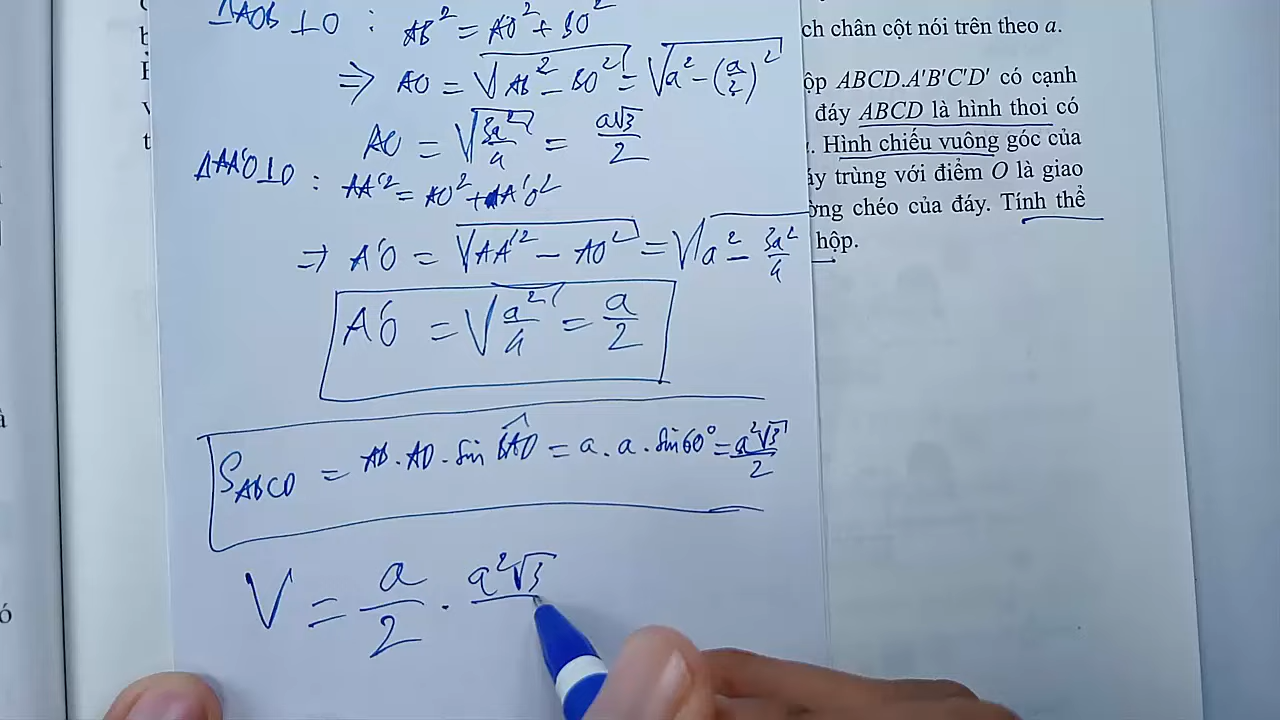 ΔAOB ⊥ O : AB² = AO² + BO²
⇒ AO = √(AB² - BO²) = √(a² - (a/2)²)
AO = √(3a²/4) = a√3/2
ΔAA'O ⊥ O : AA'² = AO² + A'O²
⇒ A'O = √(AA'² - AO²) = √(a² - 3a²/4)
A'O = √(a²/4) = a/2
S_ABCD = AB . AD . sin BAD = a . a . sin60° = a²√3/2
V = a/2 . a²√3
ch chân cột nói trên theo a.
ộp ABCD.A'B'C'D' có cạnh
đáy ABCD là hình thoi có
. Hình chiếu vuông góc của
áy trùng với điểm O là giao
ờng chéo của đáy. Tính thể
hộp.